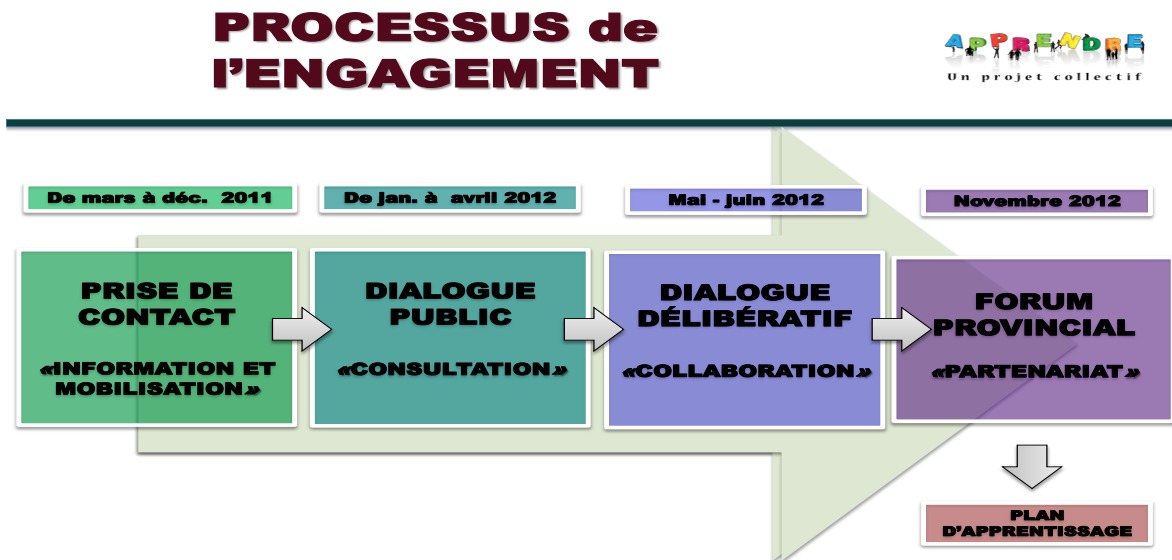 PROCESSUS de
l'ENGAGEMENT
APPRENDRE
Un projet collectif
De mars à déc. 2011
De jan. à avril 2012
Mai - juin 2012
Novembre 2012
PRISE DE
CONTACT
«INFORMATION ET
MOBILISATION»
DIALOGUE
PUBLIC
«CONSULTATION»
DIALOGUE
DÉLIBÉRATIF
«COLLABORATION»
FORUM
PROVINCIAL
«PARTENARIAT»
PLAN
D'APPRENTISSAGE